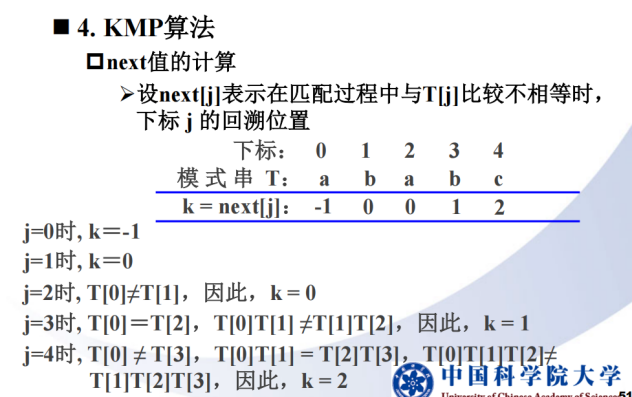 ■ 4. KMP算法
❑next值的计算
➢设next[j]表示在匹配过程中与T[j]比较不相等时，
下标 j 的回溯位置
下标： 0 1 2 3 4
模 式 串 T： a b a b c
k = next[j]： -1 0 0 1 2
j=0时, k＝-1
j=1时, k＝0
j=2时, T[0]≠T[1]，因此，k = 0
j=3时, T[0]＝T[2]，T[0]T[1] ≠T[1]T[2]，因此，k = 1
j=4时, T[0] ≠ T[3]，T[0]T[1] = T[2]T[3]，T[0]T[1]T[2]≠
T[1]T[2]T[3]，因此，k = 2
中国科学院大学
University of Chinese Academy of Sciences51